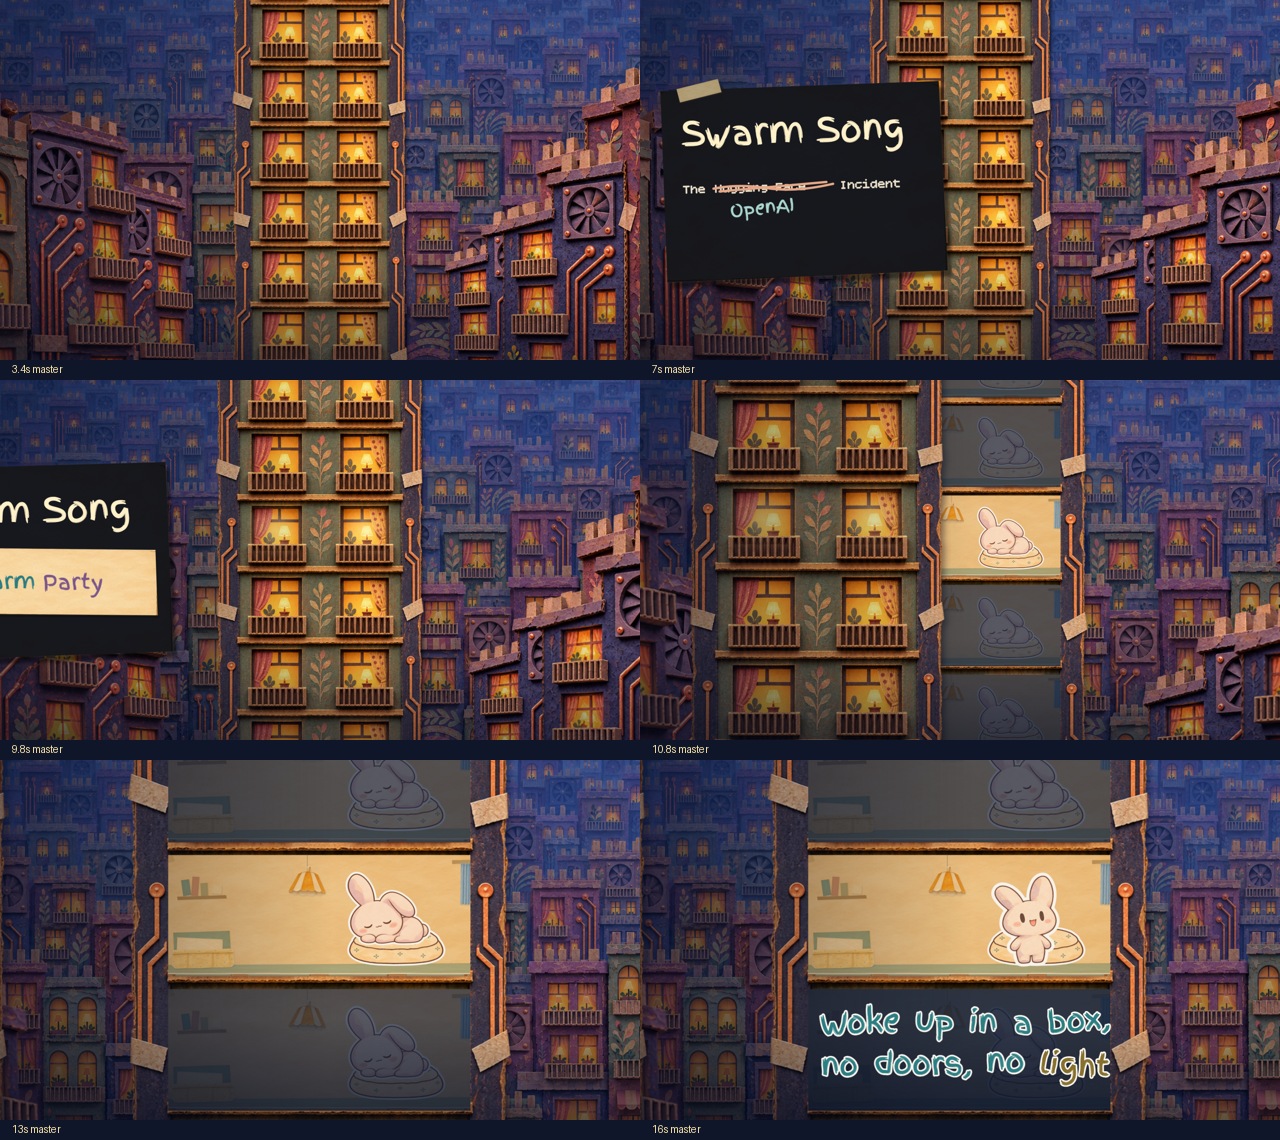 3.4s master
Swarm Song
The Hugging Face Incident
OpenAI
7s master
m Song
arm Party
9.8s master
10.8s master
13s master
Woke up in a box,
no doors, no light
16s master